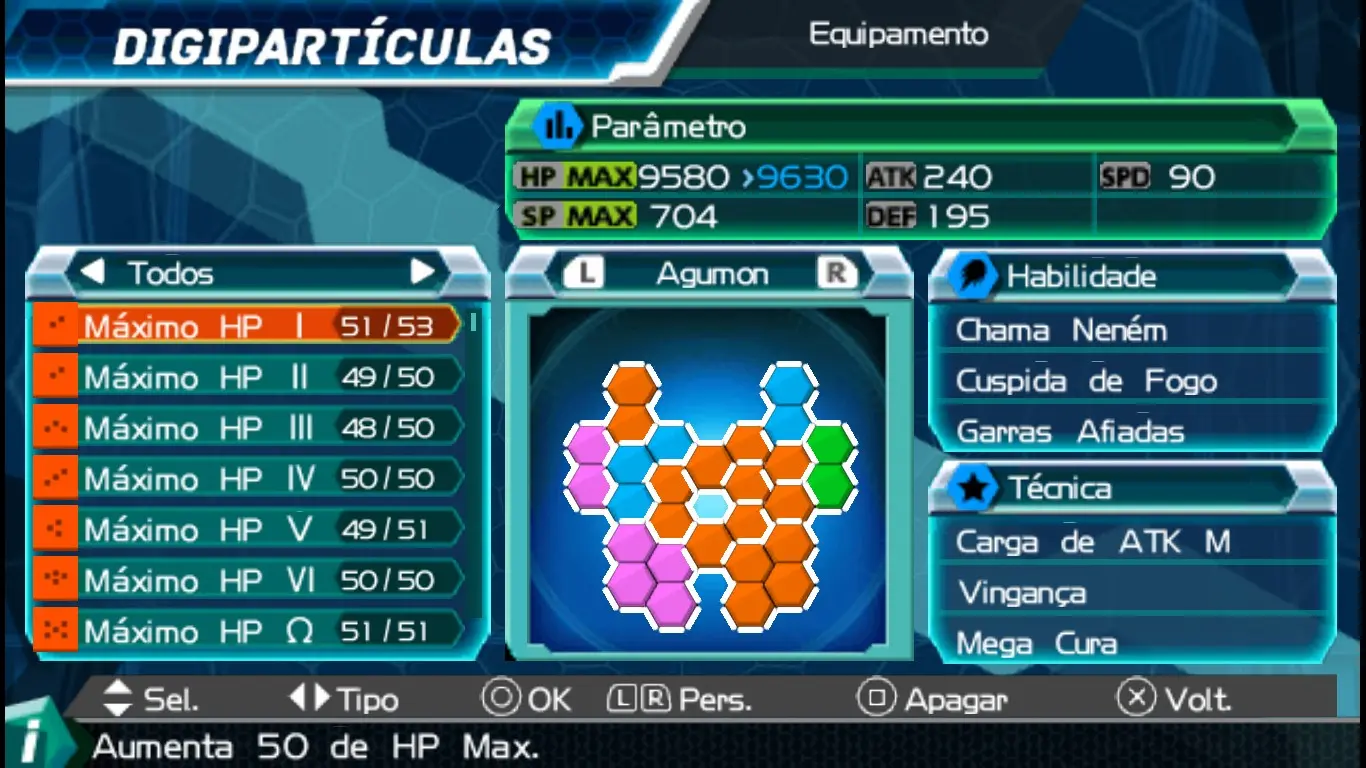 DIGIPARTÍCULAS
Equipamento
Parâmetro
HP MAX 9580 >9630 ATK 240 SPD 90
SP MAX 704 DEF 195
Todos
Máximo HP I 51/53
Máximo HP II 49/50
Máximo HP III 48/50
Máximo HP IV 50/50
Máximo HP V 49/51
Máximo HP VI 50/50
Máximo HP Ω 51/51
L Agumon R
Habilidade
Chama Neném
Cuspida de Fogo
Garras Afiadas
Técnica
Carga de ATK M
Vingança
Mega Cura
Sel. Tipo OK L R Pers. Apagar Volt.
i Aumenta 50 de HP Max.